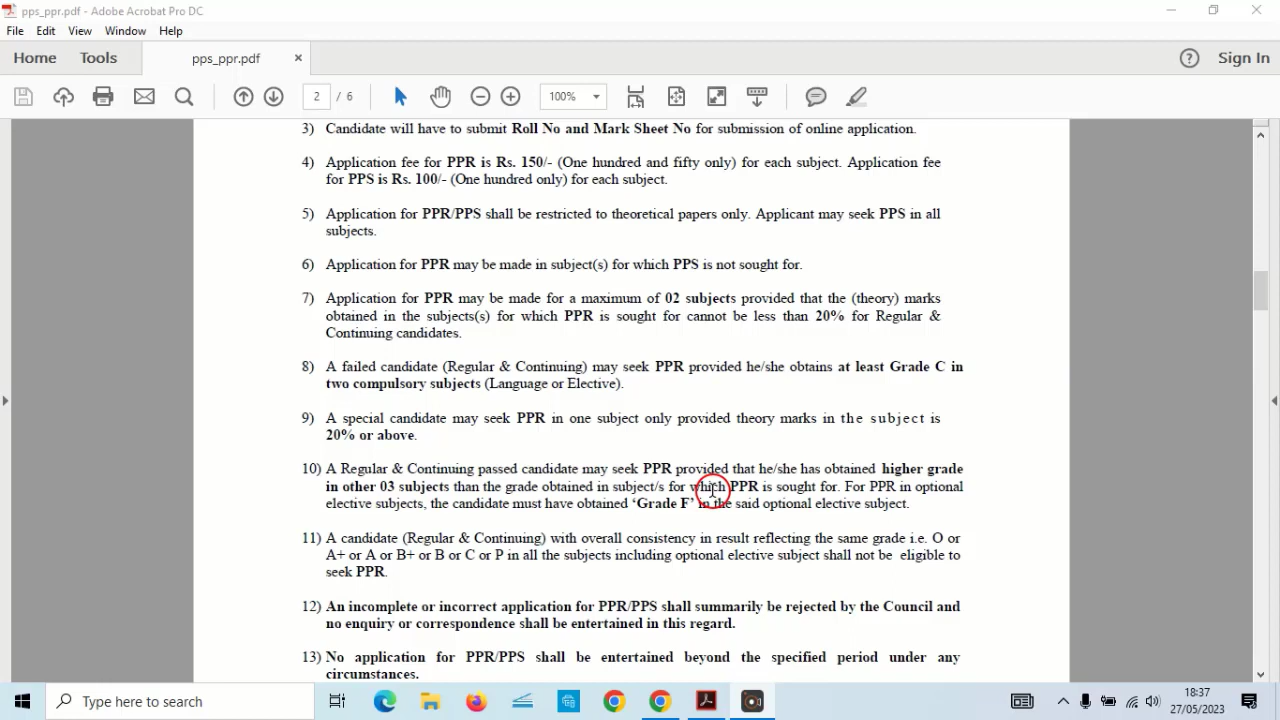 pps_ppr.pdf - Adobe Acrobat Pro DC
File Edit View Window Help
Home Tools pps_ppr.pdf × Sign In
2 / 6 100%
3) Candidate will have to submit Roll No and Mark Sheet No for submission of online application.
4) Application fee for PPR is Rs. 150/- (One hundred and fifty only) for each subject. Application fee
for PPS is Rs. 100/- (One hundred only) for each subject.
5) Application for PPR/PPS shall be restricted to theoretical papers only. Applicant may seek PPS in all
subjects.
6) Application for PPR may be made in subject(s) for which PPS is not sought for.
7) Application for PPR may be made for a maximum of 02 subjects provided that the (theory) marks
obtained in the subjects(s) for which PPR is sought for cannot be less than 20% for Regular &
Continuing candidates.
8) A failed candidate (Regular & Continuing) may seek PPR provided he/she obtains at least Grade C in
two compulsory subjects (Language or Elective).
9) A special candidate may seek PPR in one subject only provided theory marks in the subject is
20% or above.
10) A Regular & Continuing passed candidate may seek PPR provided that he/she has obtained higher grade
in other 03 subjects than the grade obtained in subject/s for which PPR is sought for. For PPR in optional
elective subjects, the candidate must have obtained ‘Grade F’ in the said optional elective subject.
11) A candidate (Regular & Continuing) with overall consistency in result reflecting the same grade i.e. O or
A+ or A or B+ or B or C or P in all the subjects including optional elective subject shall not be eligible to
seek PPR.
12) An incomplete or incorrect application for PPR/PPS shall summarily be rejected by the Council and
no enquiry or correspondence shall be entertained in this regard.
13) No application for PPR/PPS shall be entertained beyond the specified period under any
circumstances.
Type here to search
18:37
27/05/2023